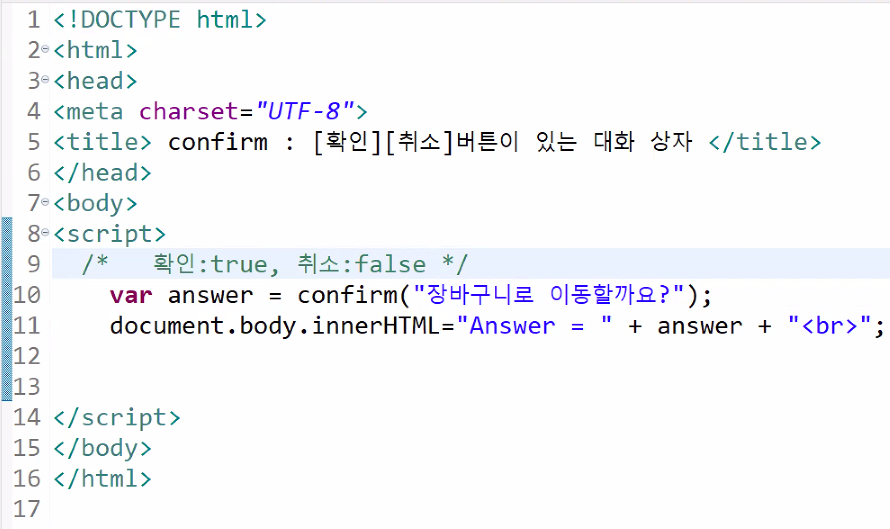 1 <!DOCTYPE html>
2 <html>
3 <head>
4 <meta charset="UTF-8">
5 <title> confirm : [확인][취소]버튼이 있는 대화 상자 </title>
6 </head>
7 <body>
8 <script>
9   /*   확인:true, 취소:false */
10     var answer = confirm("장바구니로 이동할까요?");
11     document.body.innerHTML="Answer = " + answer + "<br>";
12
13
14 </script>
15 </body>
16 </html>
17